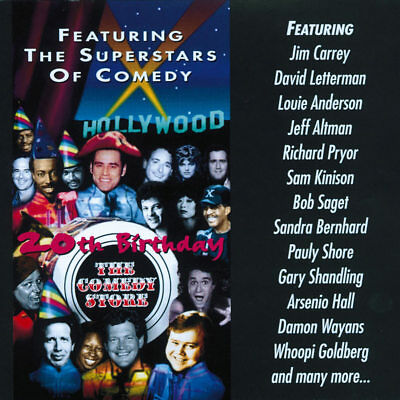 FEATURING
THE SUPERSTARS
OF COMEDY
HOLLYWOOD
20th Birthday
THE
COMEDY
STORE
FEATURING
Jim Carrey
David Letterman
Louie Anderson
Jeff Altman
Richard Pryor
Sam Kinison
Bob Saget
Sandra Bernhard
Pauly Shore
Gary Shandling
Arsenio Hall
Damon Wayans
Whoopi Goldberg
and many more...